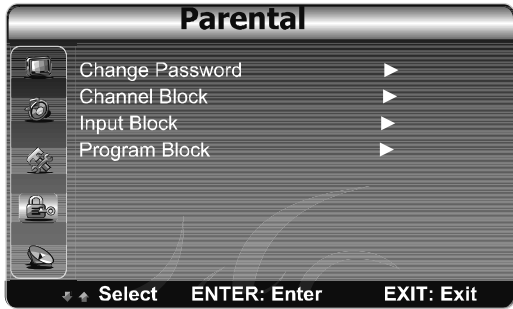 Parental
Change Password ►
Channel Block ►
Input Block ►
Program Block ►
Select ENTER: Enter EXIT: Exit